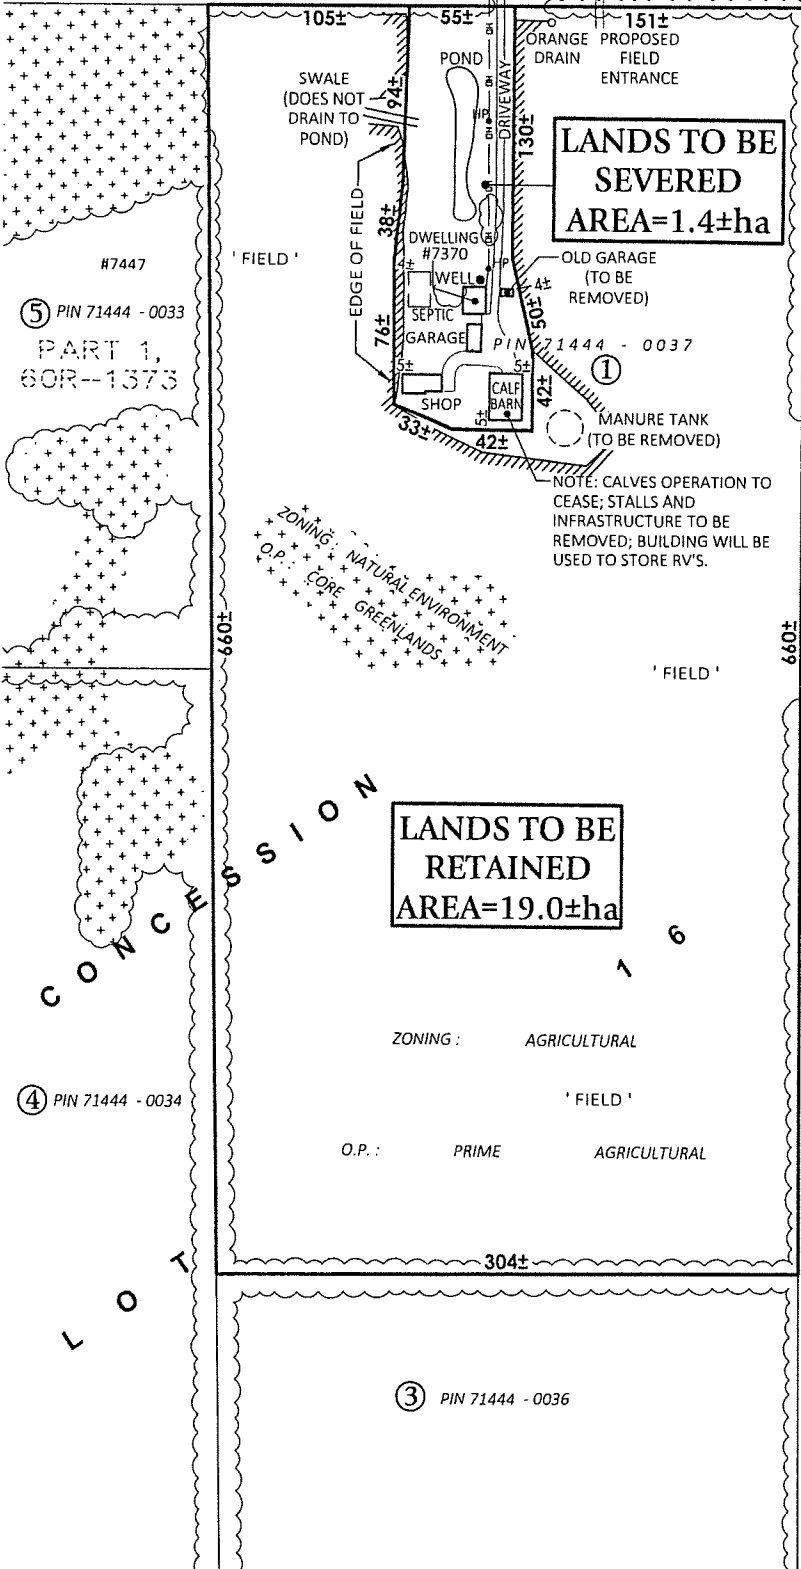 105±
55±
151±
ORANGE
DRAIN
PROPOSED
FIELD
ENTRANCE
POND
SWALE
(DOES NOT
DRAIN TO
POND)
94±
HP
DRIVEWAY
130±
LANDS TO BE
SEVERED
AREA=1.4±ha
EDGE OF FIELD
38±
DWELLING
#7370
HP
OLD GARAGE
(TO BE
REMOVED)
' FIELD '
#7447
4±
WELL
4±
SEPTIC
50±
5 PIN 71444 - 0033
PART 1,
60R--1373
76±
GARAGE
PIN 71444 - 0037
1
5±
5±
CALF
BARN
42±
SHOP
5±
33±
42±
MANURE TANK
(TO BE REMOVED)
NOTE: CALVES OPERATION TO
CEASE; STALLS AND
INFRASTRUCTURE TO BE
REMOVED; BUILDING WILL BE
USED TO STORE RV'S.
ZONING : NATURAL ENVIRONMENT
O.P. : CORE GREENLANDS
660±
660±
' FIELD '
CONCESSION 16
LANDS TO BE
RETAINED
AREA=19.0±ha
ZONING : AGRICULTURAL
4 PIN 71444 - 0034
' FIELD '
O.P. : PRIME AGRICULTURAL
304±
LOT
3 PIN 71444 - 0036